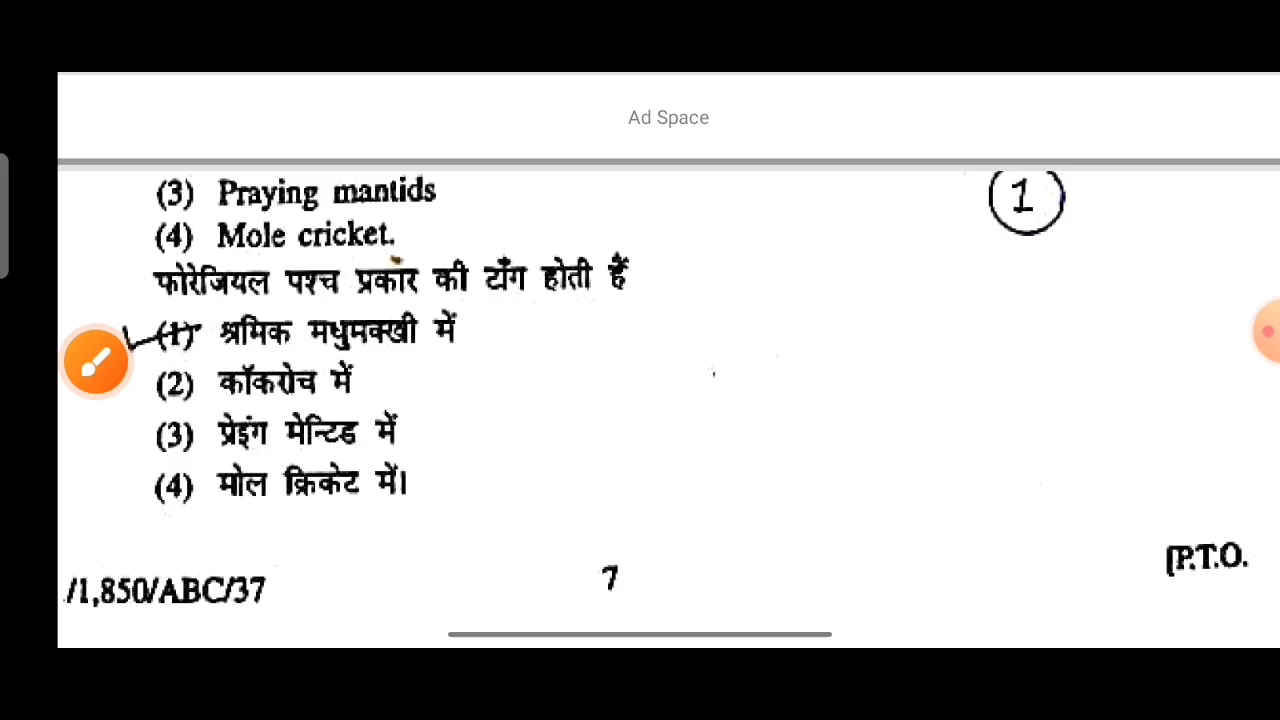 Ad Space
(3) Praying mantids
1
(4) Mole cricket.
फोरेजियल पश्च प्रकार की टाँग होती हैं
(1) श्रमिक मधुमक्खी में
(2) कॉकरोच में
(3) प्रेइंग मेन्टिड में
(4) मोल क्रिकेट में।
[P.T.O.
/1,850/ABC/37
7